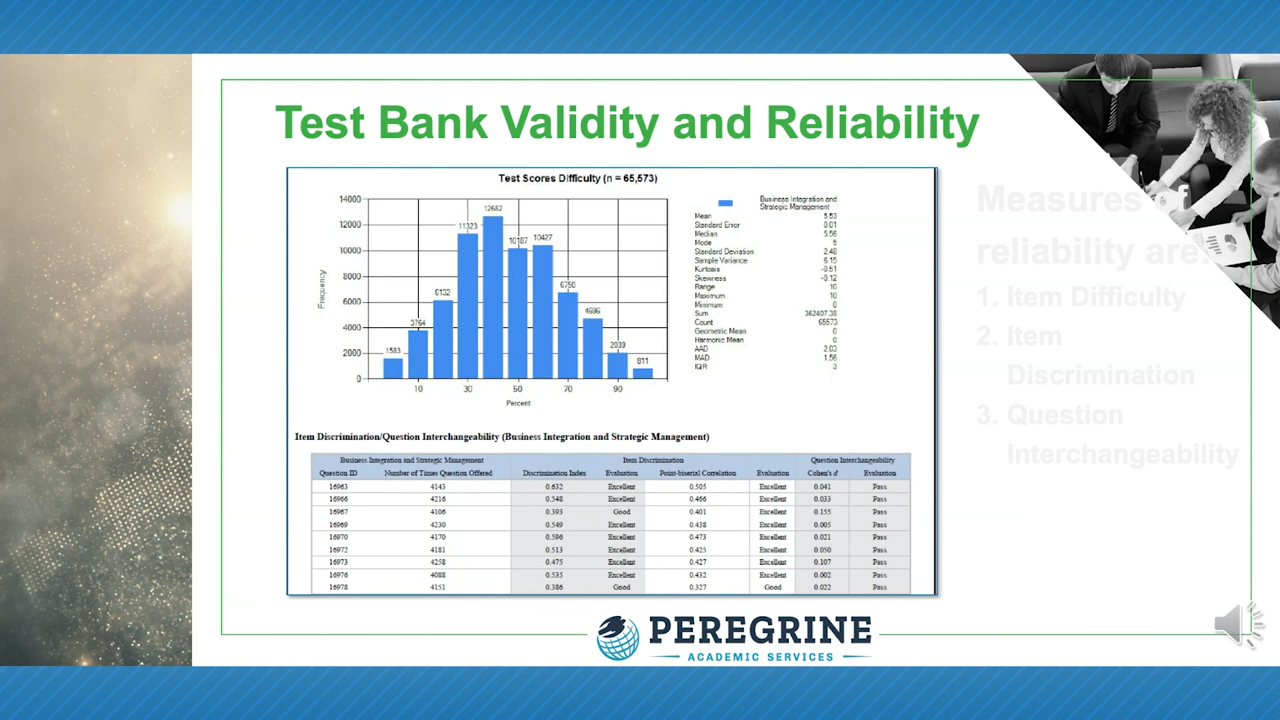 Test Bank Validity and Reliability
Test Scores Difficulty (n = 65,573)
14000
12000
10000
8000
6000
4000
2000
0
Frequency
1583
3764
6132
11323
12682
10187
10427
6750
4696
2039
811
10
30
50
70
90
Percent
Business Integration and
Strategic Management
Mean 5.53
Standard Error 0.01
Median 5.56
Mode 5
Standard Deviation 2.48
Sample Variance 6.15
Kurtosis -0.51
Skewness -0.12
Range 10
Maximum 10
Minimum 0
Sum 362407.38
Count 65573
Geometric Mean 0
Harmonic Mean 0
AAD 2.03
MAD 1.56
IQR 3
Measures of
reliability are:
1. Item Difficulty
2. Item
Discrimination
3. Question
Interchangeability
Item Discrimination/Question Interchangeability (Business Integration and Strategic Management)
Business Integration and Strategic Management Item Discrimination Question Interchangeability
Question ID Number of Times Question Offered Discrimination Index Evaluation Point-biserial Correlation Evaluation Cohen's d Evaluation
16963 4143 0.632 Excellent 0.505 Excellent 0.041 Pass
16966 4216 0.548 Excellent 0.466 Excellent 0.033 Pass
16967 4106 0.393 Good 0.401 Excellent 0.155 Pass
16969 4230 0.549 Excellent 0.438 Excellent 0.005 Pass
16970 4170 0.596 Excellent 0.473 Excellent 0.021 Pass
16972 4181 0.513 Excellent 0.425 Excellent 0.050 Pass
16973 4258 0.475 Excellent 0.427 Excellent 0.107 Pass
16976 4088 0.535 Excellent 0.432 Excellent 0.002 Pass
16978 4151 0.386 Good 0.327 Good 0.022 Pass
PEREGRINE
ACADEMIC SERVICES